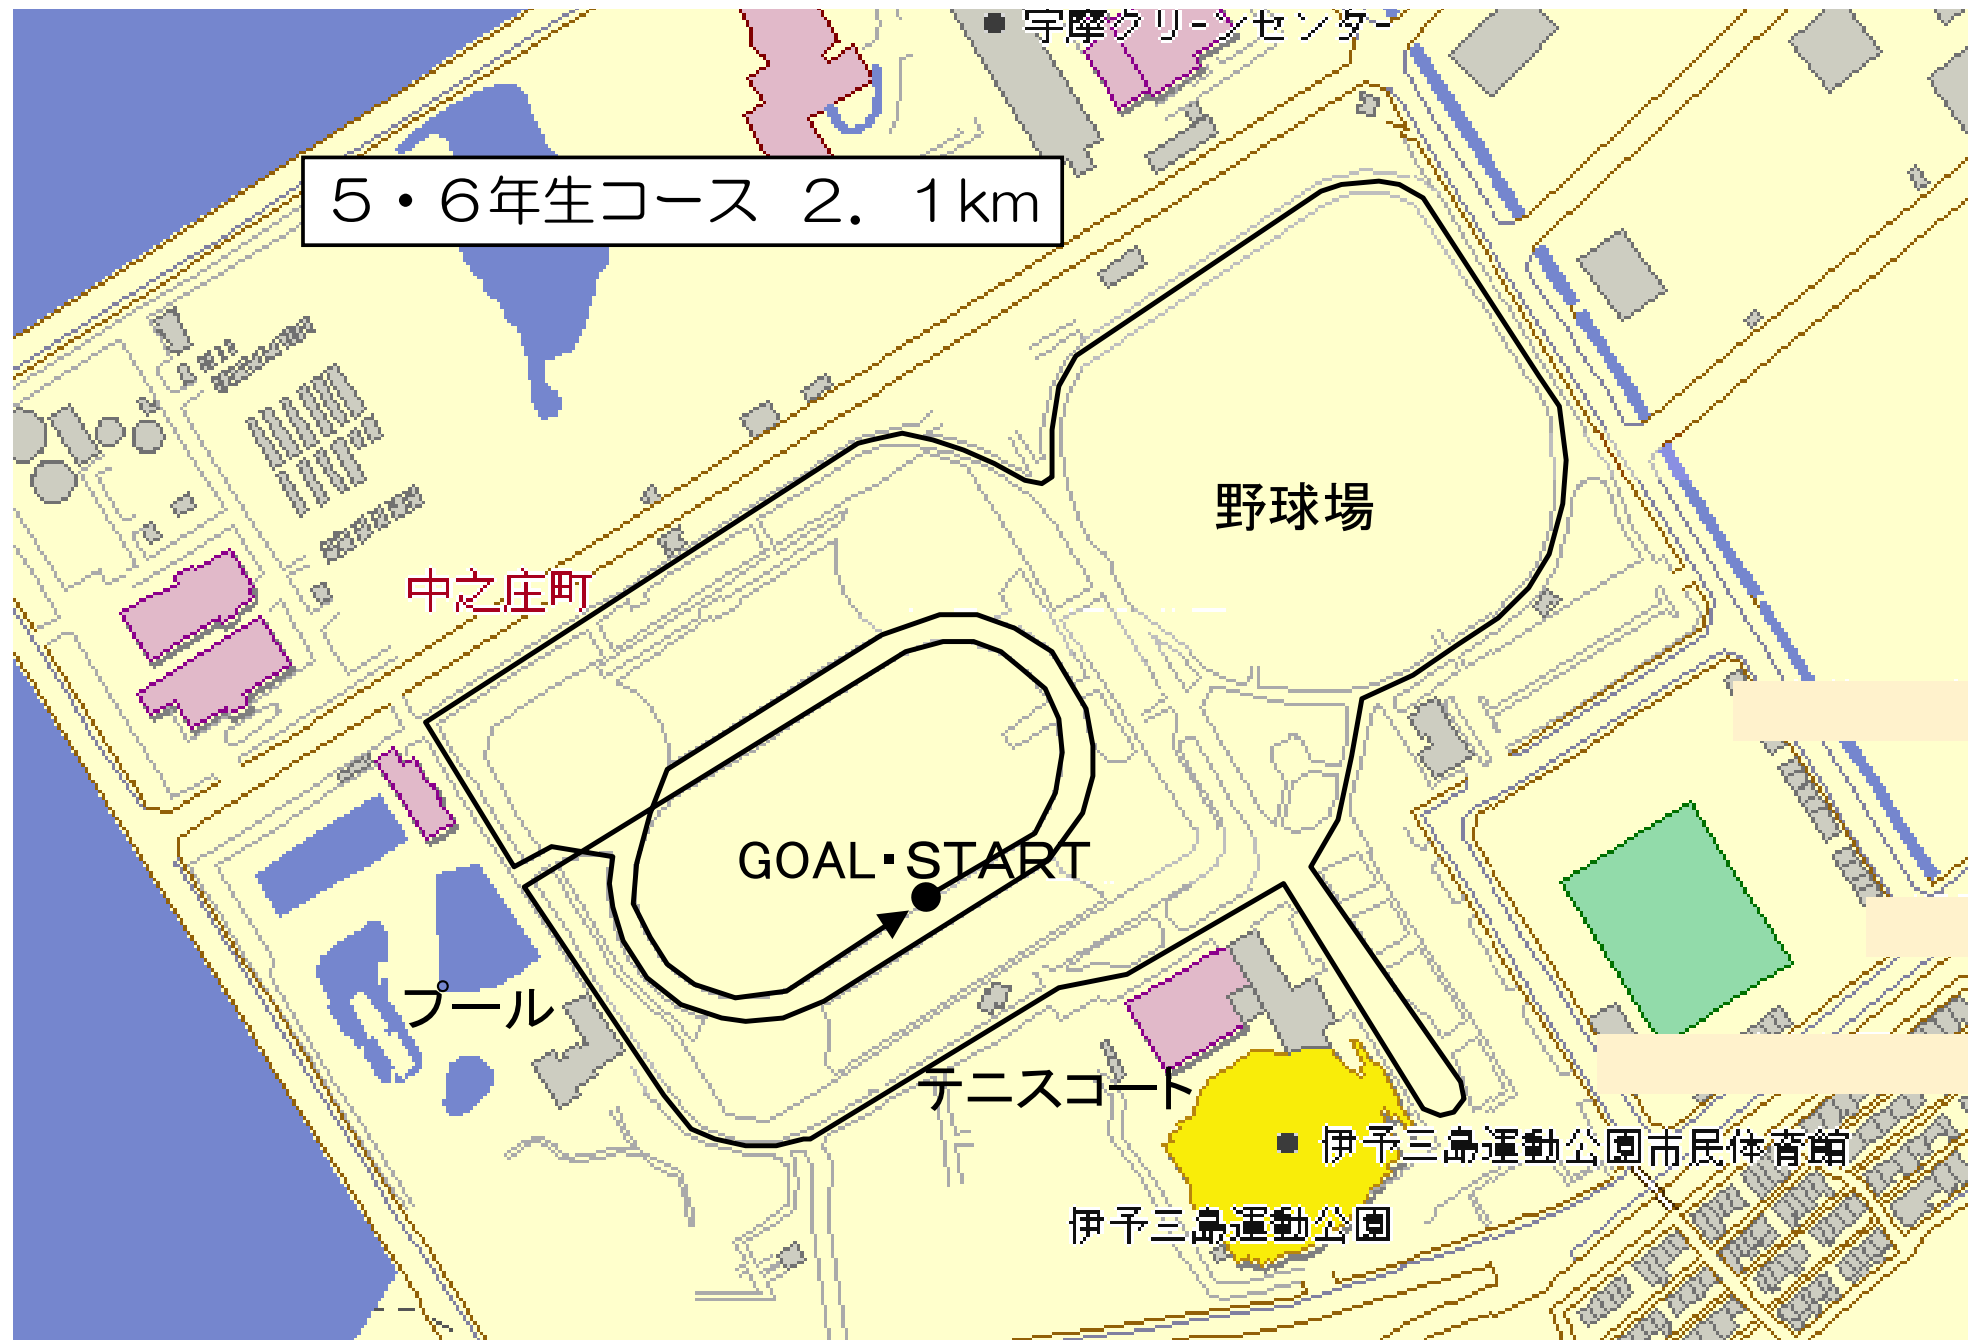 宇摩クリーンセンター
5・6年生コース 2.1km
野球場
中之庄町
GOAL・START
プール
テニスコート
伊予三島運動公園市民体育館
伊予三島運動公園